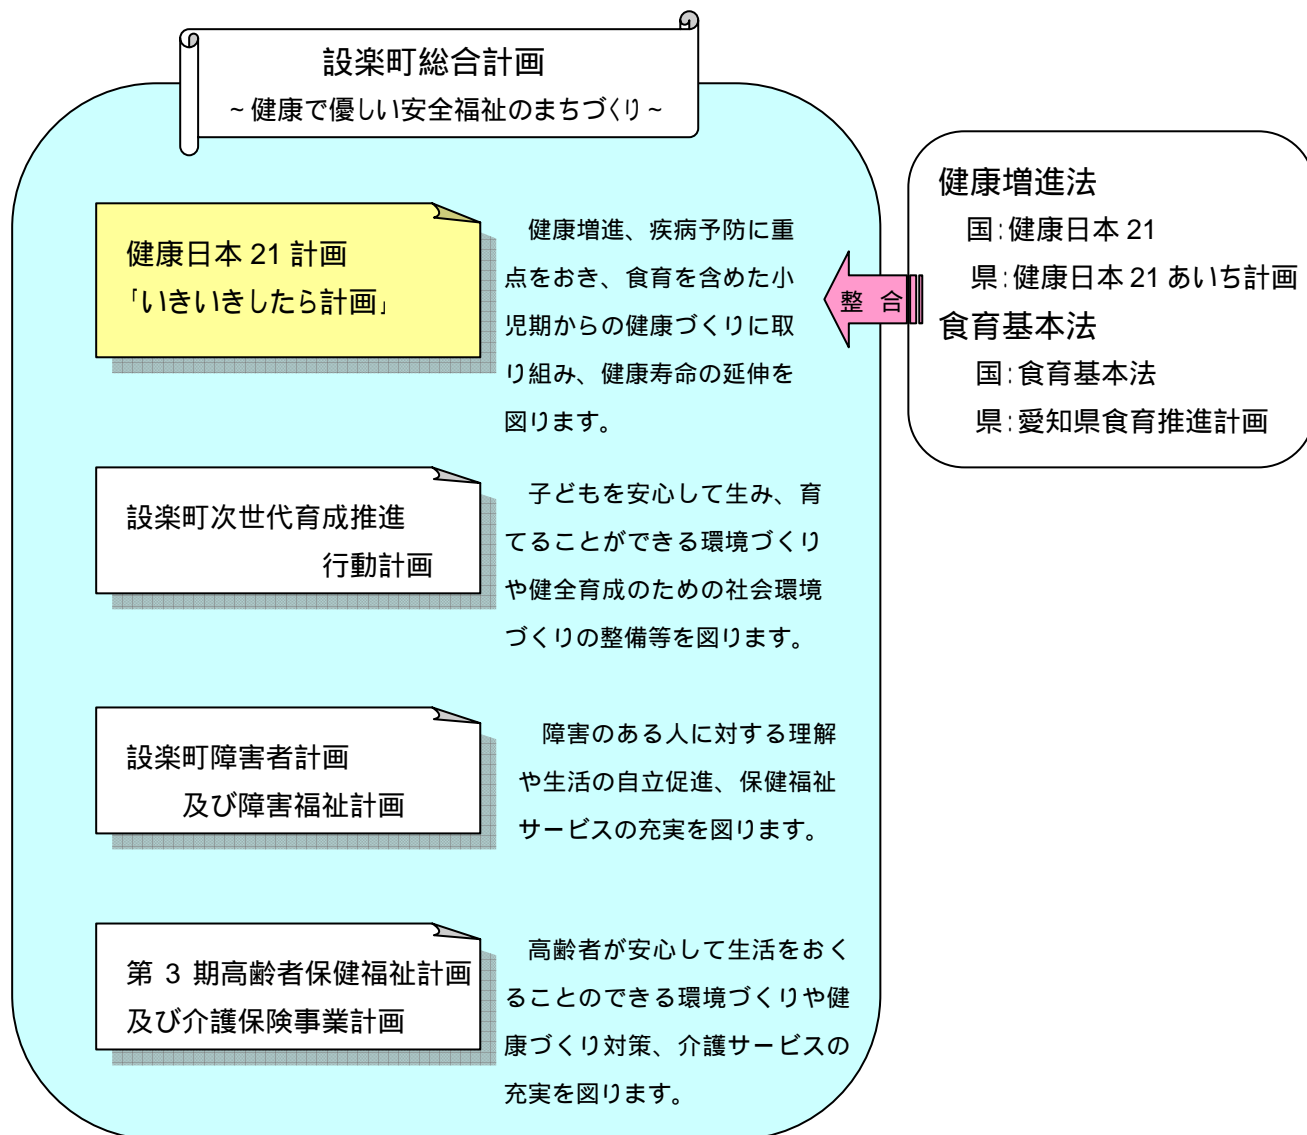 設楽町総合計画
~健康で優しい安全福祉のまちづくり~
健康日本 21 計画
「いきいきしたら計画」
健康増進、疾病予防に重
点をおき、食育を含めた小
児期からの健康づくりに取
り組み、健康寿命の延伸を
図ります。
整 合
健康増進法
国:健康日本 21
県:健康日本 21 あいち計画
食育基本法
国:食育基本法
県:愛知県食育推進計画
設楽町次世代育成推進
行動計画
子どもを安心して生み、育
てることができる環境づくり
や健全育成のための社会環境
づくりの整備等を図ります。
設楽町障害者計画
及び障害福祉計画
障害のある人に対する理解
や生活の自立促進、保健福祉
サービスの充実を図ります。
第 3 期高齢者保健福祉計画
及び介護保険事業計画
高齢者が安心して生活をおく
ることのできる環境づくりや健
康づくり対策、介護サービスの
充実を図ります。